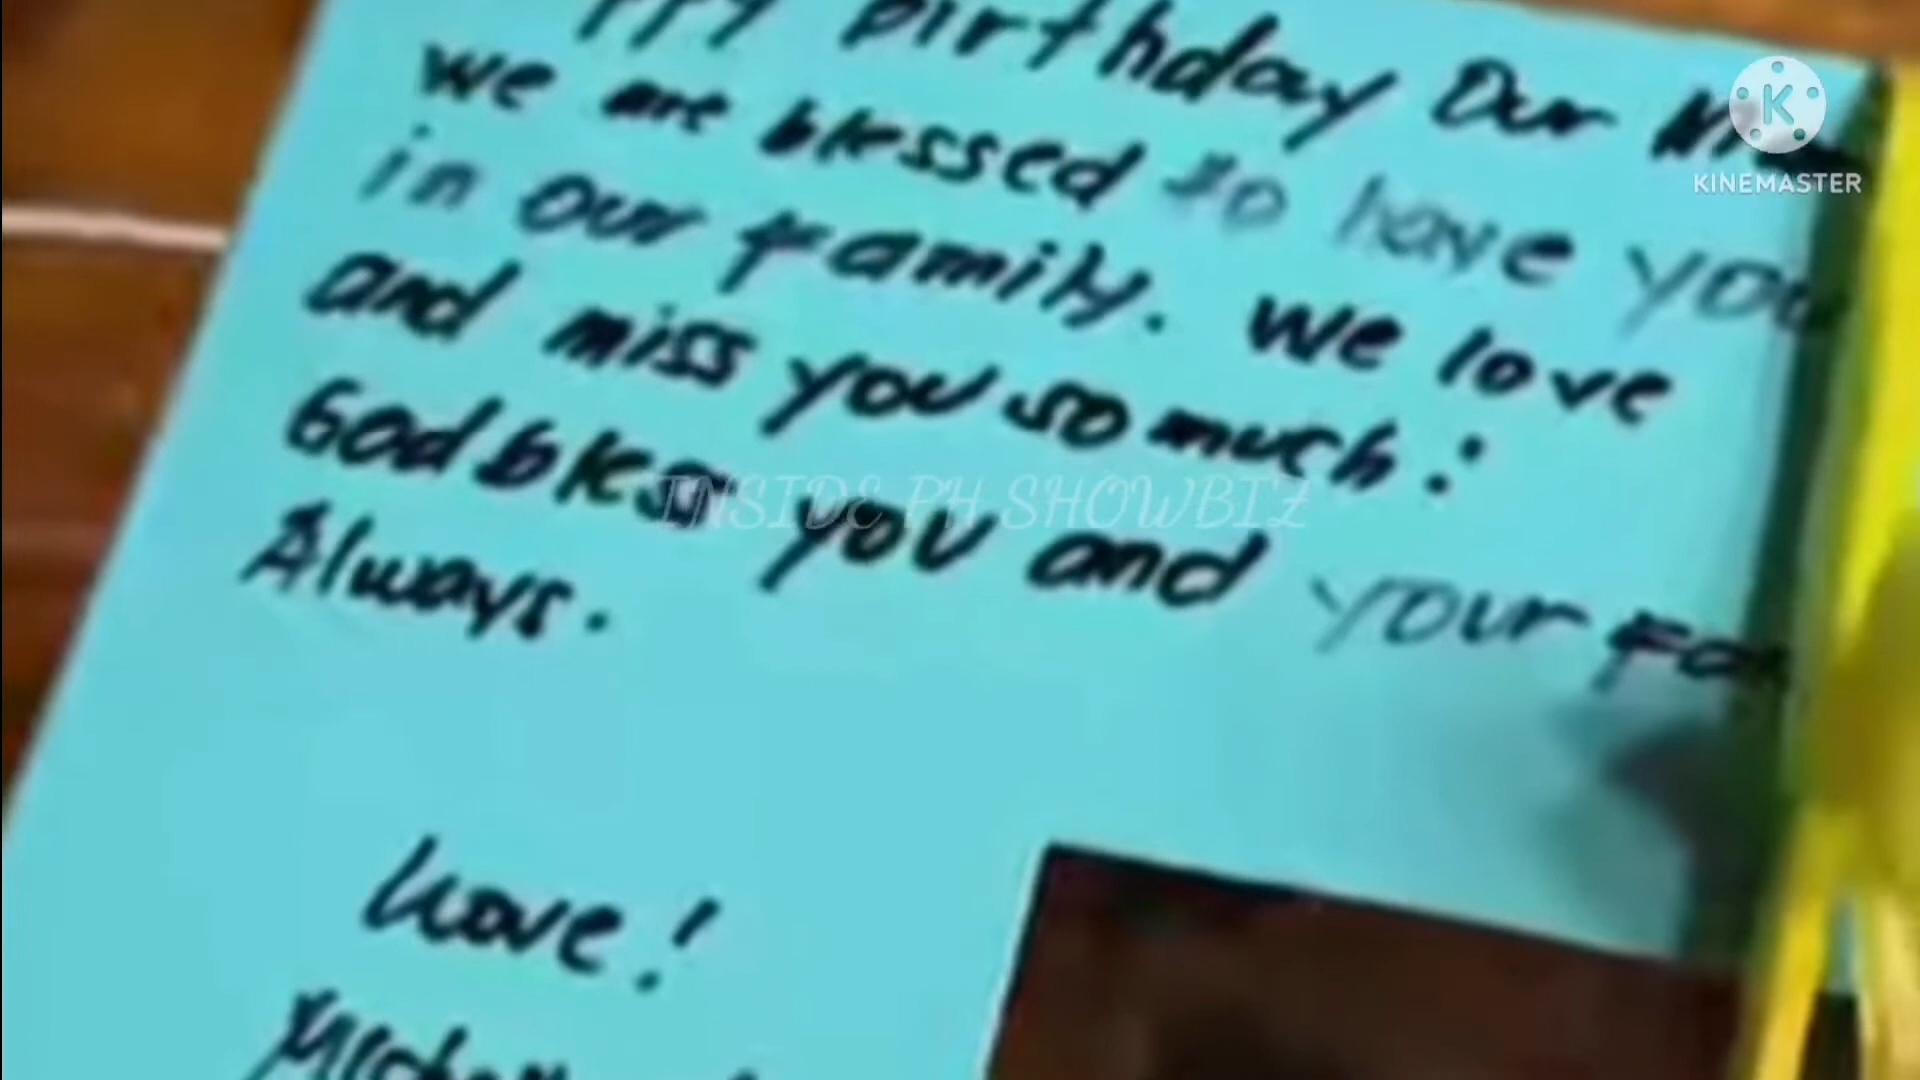 birthday Our
we are blessed so have you
in our family. we love
and miss you so much!
God bless you and your
Always.
Love!
KINEMASTER
INSIDE PH SHOWBIZ